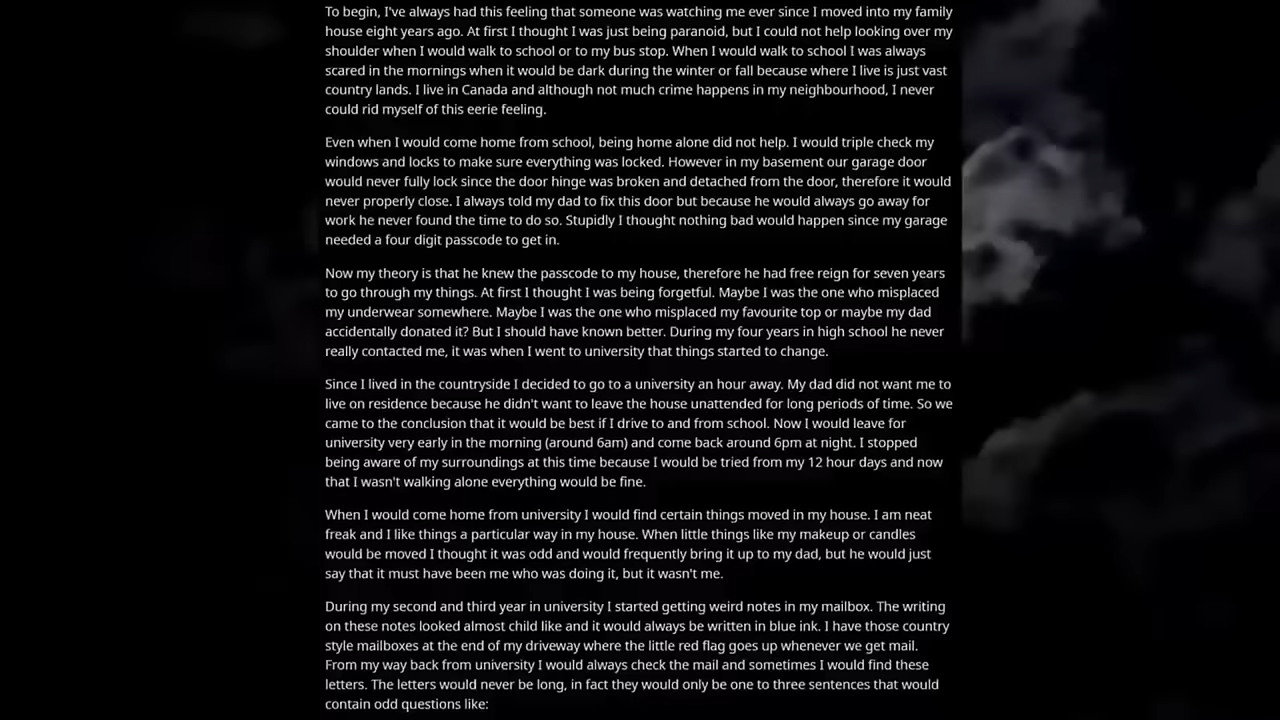 To begin, I've always had this feeling that someone was watching me ever since I moved into my family
house eight years ago. At first I thought I was just being paranoid, but I could not help looking over my
shoulder when I would walk to school or to my bus stop. When I would walk to school I was always
scared in the mornings when it would be dark during the winter or fall because where I live is just vast
country lands. I live in Canada and although not much crime happens in my neighbourhood, I never
could rid myself of this eerie feeling.
Even when I would come home from school, being home alone did not help. I would triple check my
windows and locks to make sure everything was locked. However in my basement our garage door
would never fully lock since the door hinge was broken and detached from the door, therefore it would
never properly close. I always told my dad to fix this door but because he would always go away for
work he never found the time to do so. Stupidly I thought nothing bad would happen since my garage
needed a four digit passcode to get in.
Now my theory is that he knew the passcode to my house, therefore he had free reign for seven years
to go through my things. At first I thought I was being forgetful. Maybe I was the one who misplaced
my underwear somewhere. Maybe I was the one who misplaced my favourite top or maybe my dad
accidentally donated it? But I should have known better. During my four years in high school he never
really contacted me, it was when I went to university that things started to change.
Since I lived in the countryside I decided to go to a university an hour away. My dad did not want me to
live on residence because he didn't want to leave the house unattended for long periods of time. So we
came to the conclusion that it would be best if I drive to and from school. Now I would leave for
university very early in the morning (around 6am) and come back around 6pm at night. I stopped
being aware of my surroundings at this time because I would be tried from my 12 hour days and now
that I wasn't walking alone everything would be fine.
When I would come home from university I would find certain things moved in my house. I am neat
freak and I like things a particular way in my house. When little things like my makeup or candles
would be moved I thought it was odd and would frequently bring it up to my dad, but he would just
say that it must have been me who was doing it, but it wasn't me.
During my second and third year in university I started getting weird notes in my mailbox. The writing
on these notes looked almost child like and it would always be written in blue ink. I have those country
style mailboxes at the end of my driveway where the little red flag goes up whenever we get mail.
From my way back from university I would always check the mail and sometimes I would find these
letters. The letters would never be long, in fact they would only be one to three sentences that would
contain odd questions like: